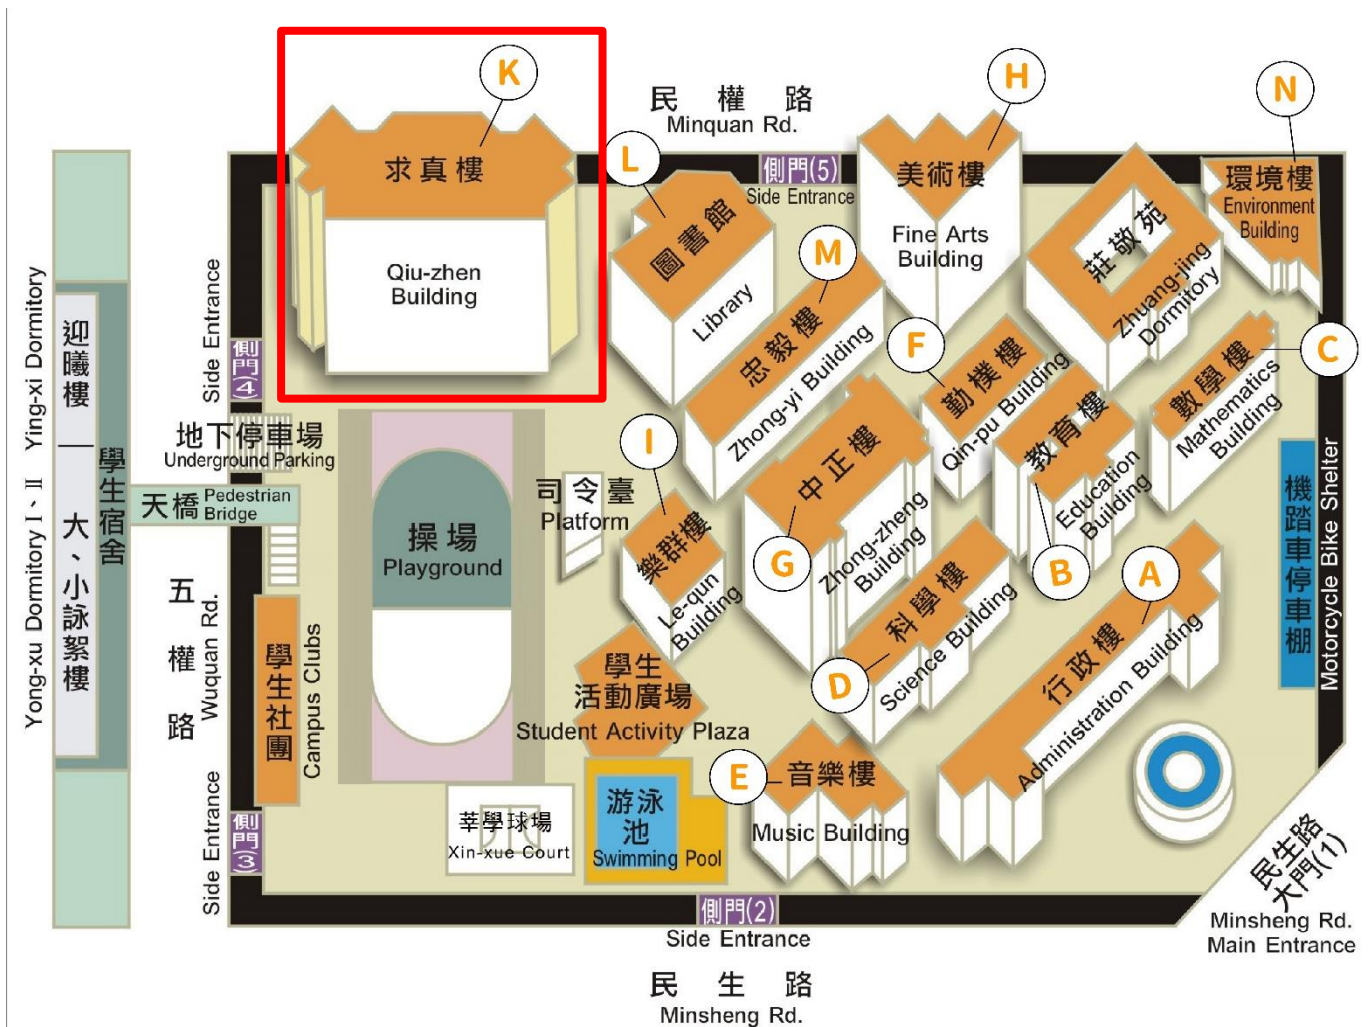 K
求真樓
Qiu-zhen
Building
民權路
Minquan Rd.
側門(5)
Side Entrance
L
圖書館
Library
H
美術樓
Fine Arts
Building
N
環境樓
Environment
Building
莊敬苑
Zhuang-jing
Dormitory
M
忠毅樓
Zhong-yi Building
F
勤樸樓
Qin-pu Building
C
數學樓
Mathematics
Building
教育樓
Education
Building
B
中正樓
Zhong-zheng
Building
G
I
樂群樓
Le-qun
Building
科學樓
Science Building
D
A
行政樓
Administration Building
機踏車停車棚
Motorcycle Bike Shelter
Side Entrance
側門(4)
地下停車場
Underground Parking
天橋
Pedestrian
Bridge
學生宿舍
迎曦樓
大、小詠絮樓
Ying-xi Dormitory
Yong-xu Dormitory I、II
五權路
Wuquan Rd.
操場
Playground
司令臺
Platform
學生社團
Campus Clubs
學生
活動廣場
Student Activity Plaza
E
音樂樓
Music Building
游泳
池
Swimming Pool
莘學球場
Xin-xue Court
Side Entrance
側門(3)
側門(2)
Side Entrance
民生路
Minsheng Rd.
民生路
大門(1)
Minsheng Rd.
Main Entrance